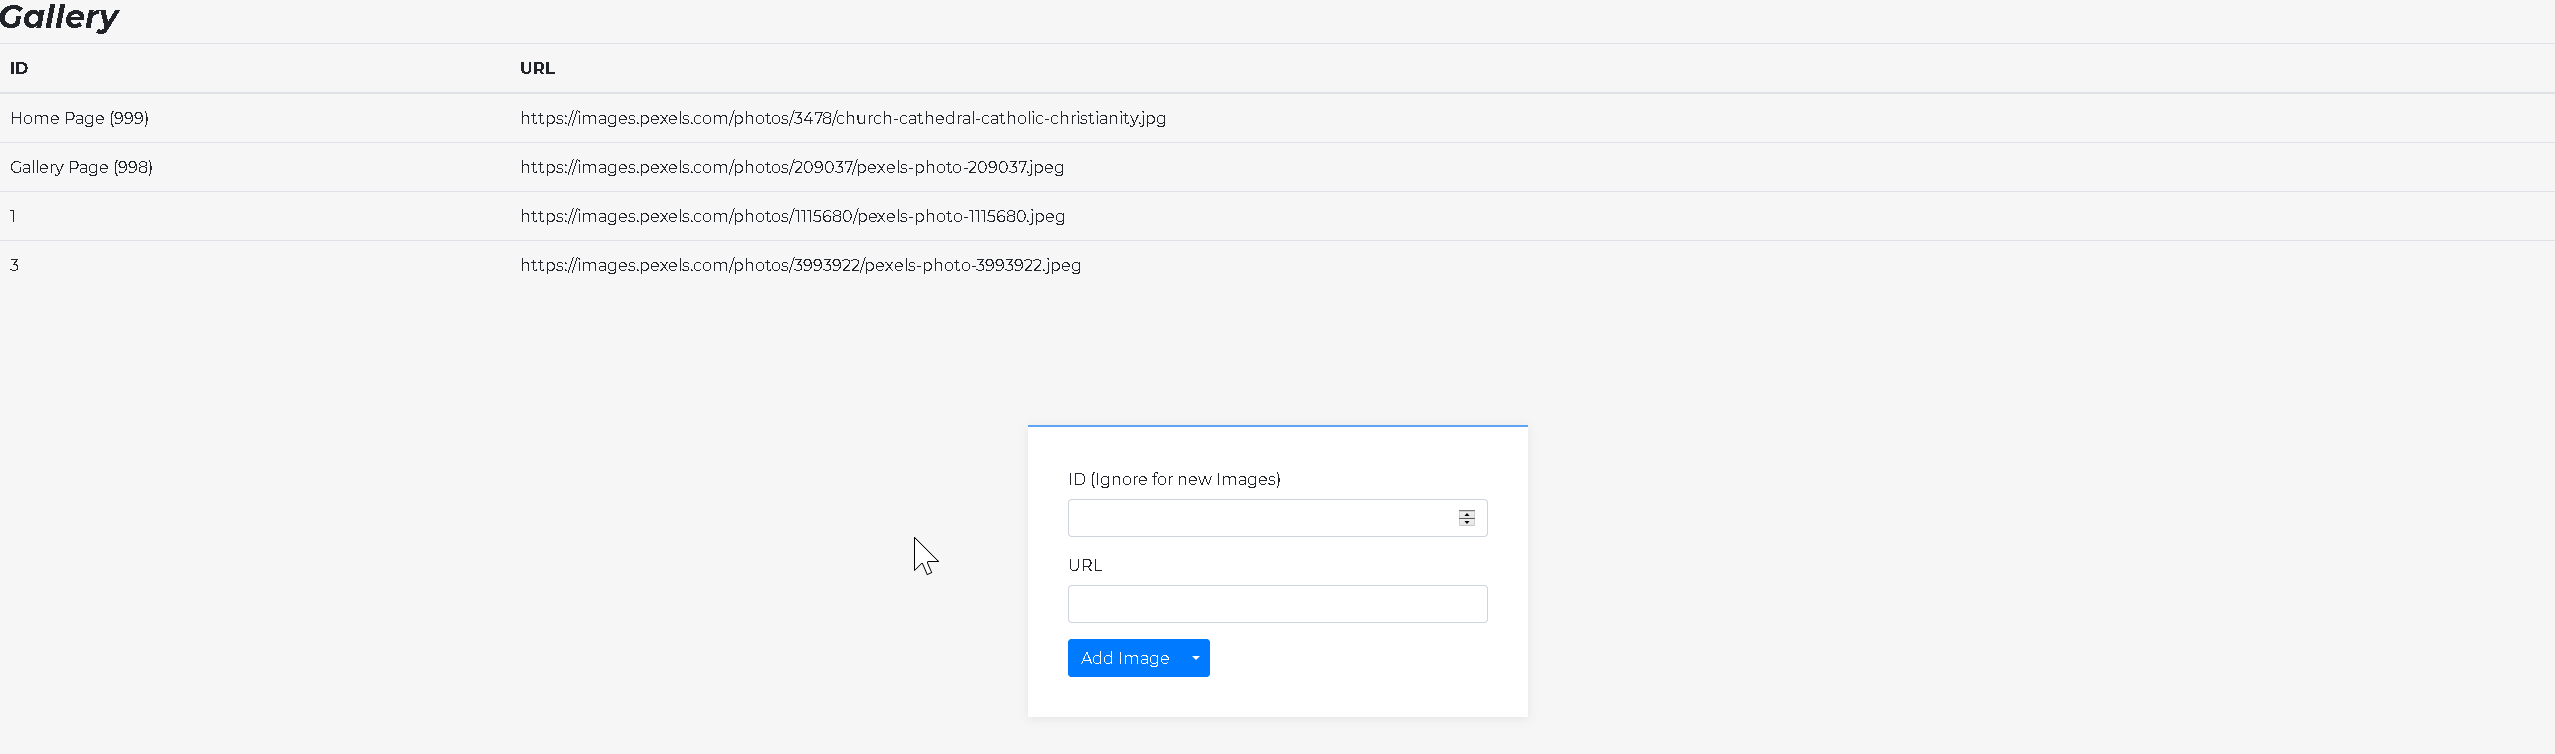 Gallery
ID URL
Home Page (999) https://images.pexels.com/photos/3478/church-cathedral-catholic-christianity.jpg
Gallery Page (998) https://images.pexels.com/photos/209037/pexels-photo-209037.jpeg
1 https://images.pexels.com/photos/1115680/pexels-photo-1115680.jpeg
3 https://images.pexels.com/photos/3993922/pexels-photo-3993922.jpeg
ID (Ignore for new Images)
URL
Add Image